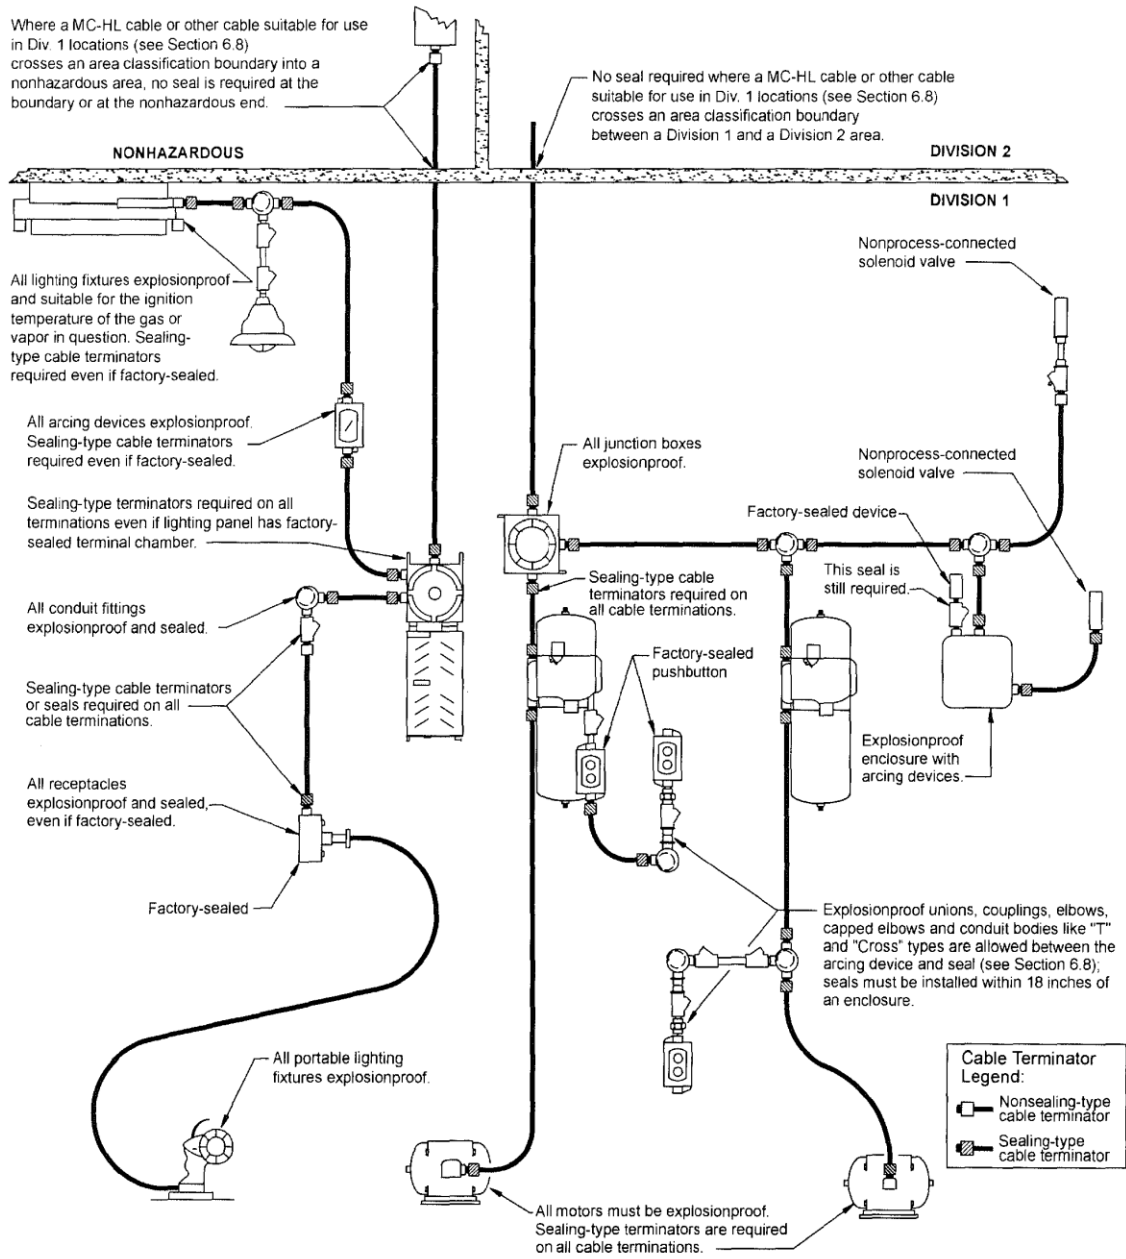 Where a MC-HL cable or other cable suitable for use
in Div. 1 locations (see Section 6.8)
crosses an area classification boundary into a
nonhazardous area, no seal is required at the
boundary or at the nonhazardous end.
No seal required where a MC-HL cable or other cable
suitable for use in Div. 1 locations (see Section 6.8)
crosses an area classification boundary
between a Division 1 and a Division 2 area.
NONHAZARDOUS
DIVISION 2
DIVISION 1
Nonprocess-connected
solenoid valve
All lighting fixtures explosionproof
and suitable for the ignition
temperature of the gas or
vapor in question. Sealing-
type cable terminators
required even if factory-sealed.
All arcing devices explosionproof.
Sealing-type cable terminators
required even if factory-sealed.
All junction boxes
explosionproof.
Nonprocess-connected
solenoid valve
Sealing-type terminators required on all
terminations even if lighting panel has factory-
sealed terminal chamber.
Factory-sealed device
This seal is
still required.
Sealing-type cable
terminators required on
all cable terminations.
All conduit fittings
explosionproof and sealed.
Factory-sealed
pushbutton
Sealing-type cable terminators
or seals required on all
cable terminations.
Explosionproof
enclosure with
arcing devices.
All receptacles
explosionproof and sealed,
even if factory-sealed.
Factory-sealed
Explosionproof unions, couplings, elbows,
capped elbows and conduit bodies like "T"
and "Cross" types are allowed between the
arcing device and seal (see Section 6.8);
seals must be installed within 18 inches of
an enclosure.
All portable lighting
fixtures explosionproof.
Cable Terminator
Legend:
Nonsealing-type
cable terminator
Sealing-type
cable terminator
All motors must be explosionproof.
Sealing-type terminators are required
on all cable terminations.